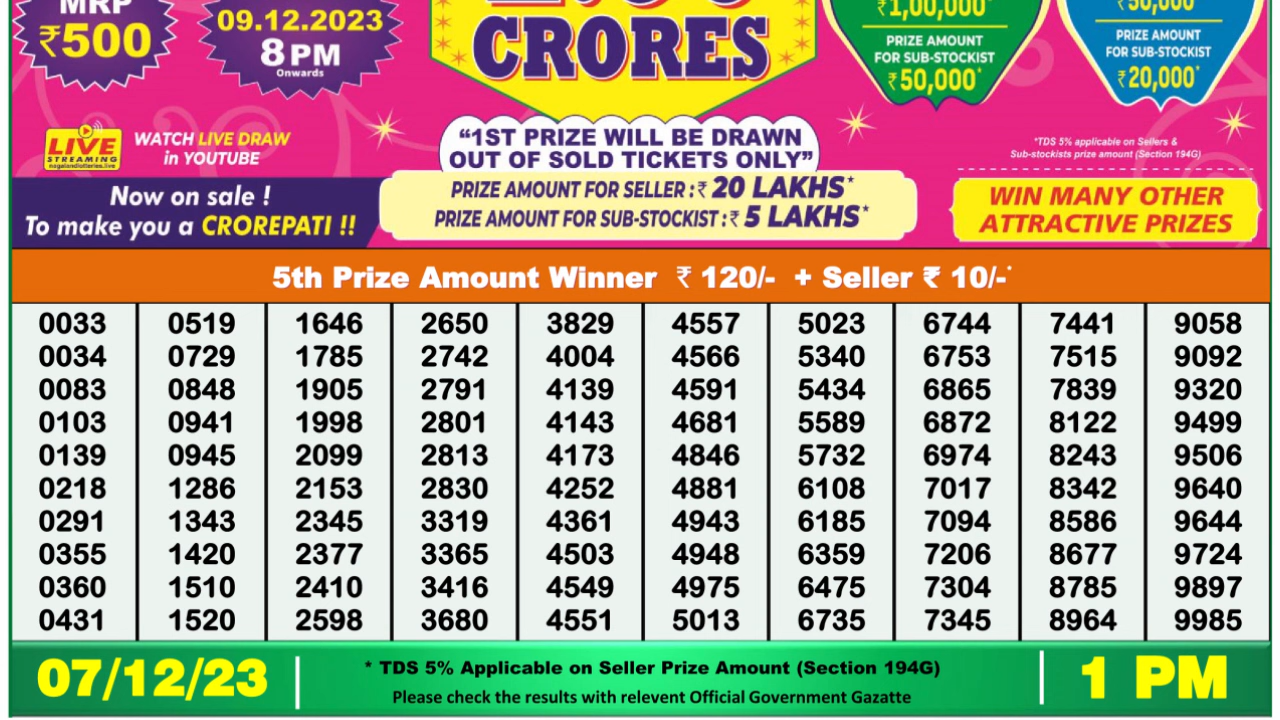 MRP
₹500
09.12.2023
8 PM
Onwards
CRORES
₹1,00,000*
PRIZE AMOUNT
FOR SUB-STOCKIST
₹50,000*
₹50,000
PRIZE AMOUNT
FOR SUB-STOCKIST
₹20,000*
LIVE
STREAMING
nagalandlotteries.live
WATCH LIVE DRAW
in YOUTUBE
“1ST PRIZE WILL BE DRAWN
OUT OF SOLD TICKETS ONLY”
*TDS 5% applicable on Sellers &
Sub-stockists prize amount (Section 194G)
Now on sale !
To make you a CROREPATI !!
PRIZE AMOUNT FOR SELLER :₹ 20 LAKHS*
PRIZE AMOUNT FOR SUB-STOCKIST :₹ 5 LAKHS*
WIN MANY OTHER
ATTRACTIVE PRIZES
5th Prize Amount Winner ₹ 120/- + Seller ₹ 10/-*
0033 0519 1646 2650 3829 4557 5023 6744 7441 9058
0034 0729 1785 2742 4004 4566 5340 6753 7515 9092
0083 0848 1905 2791 4139 4591 5434 6865 7839 9320
0103 0941 1998 2801 4143 4681 5589 6872 8122 9499
0139 0945 2099 2813 4173 4846 5732 6974 8243 9506
0218 1286 2153 2830 4252 4881 6108 7017 8342 9640
0291 1343 2345 3319 4361 4943 6185 7094 8586 9644
0355 1420 2377 3365 4503 4948 6359 7206 8677 9724
0360 1510 2410 3416 4549 4975 6475 7304 8785 9897
0431 1520 2598 3680 4551 5013 6735 7345 8964 9985
07/12/23
* TDS 5% Applicable on Seller Prize Amount (Section 194G)
Please check the results with relevent Official Government Gazatte
1 PM